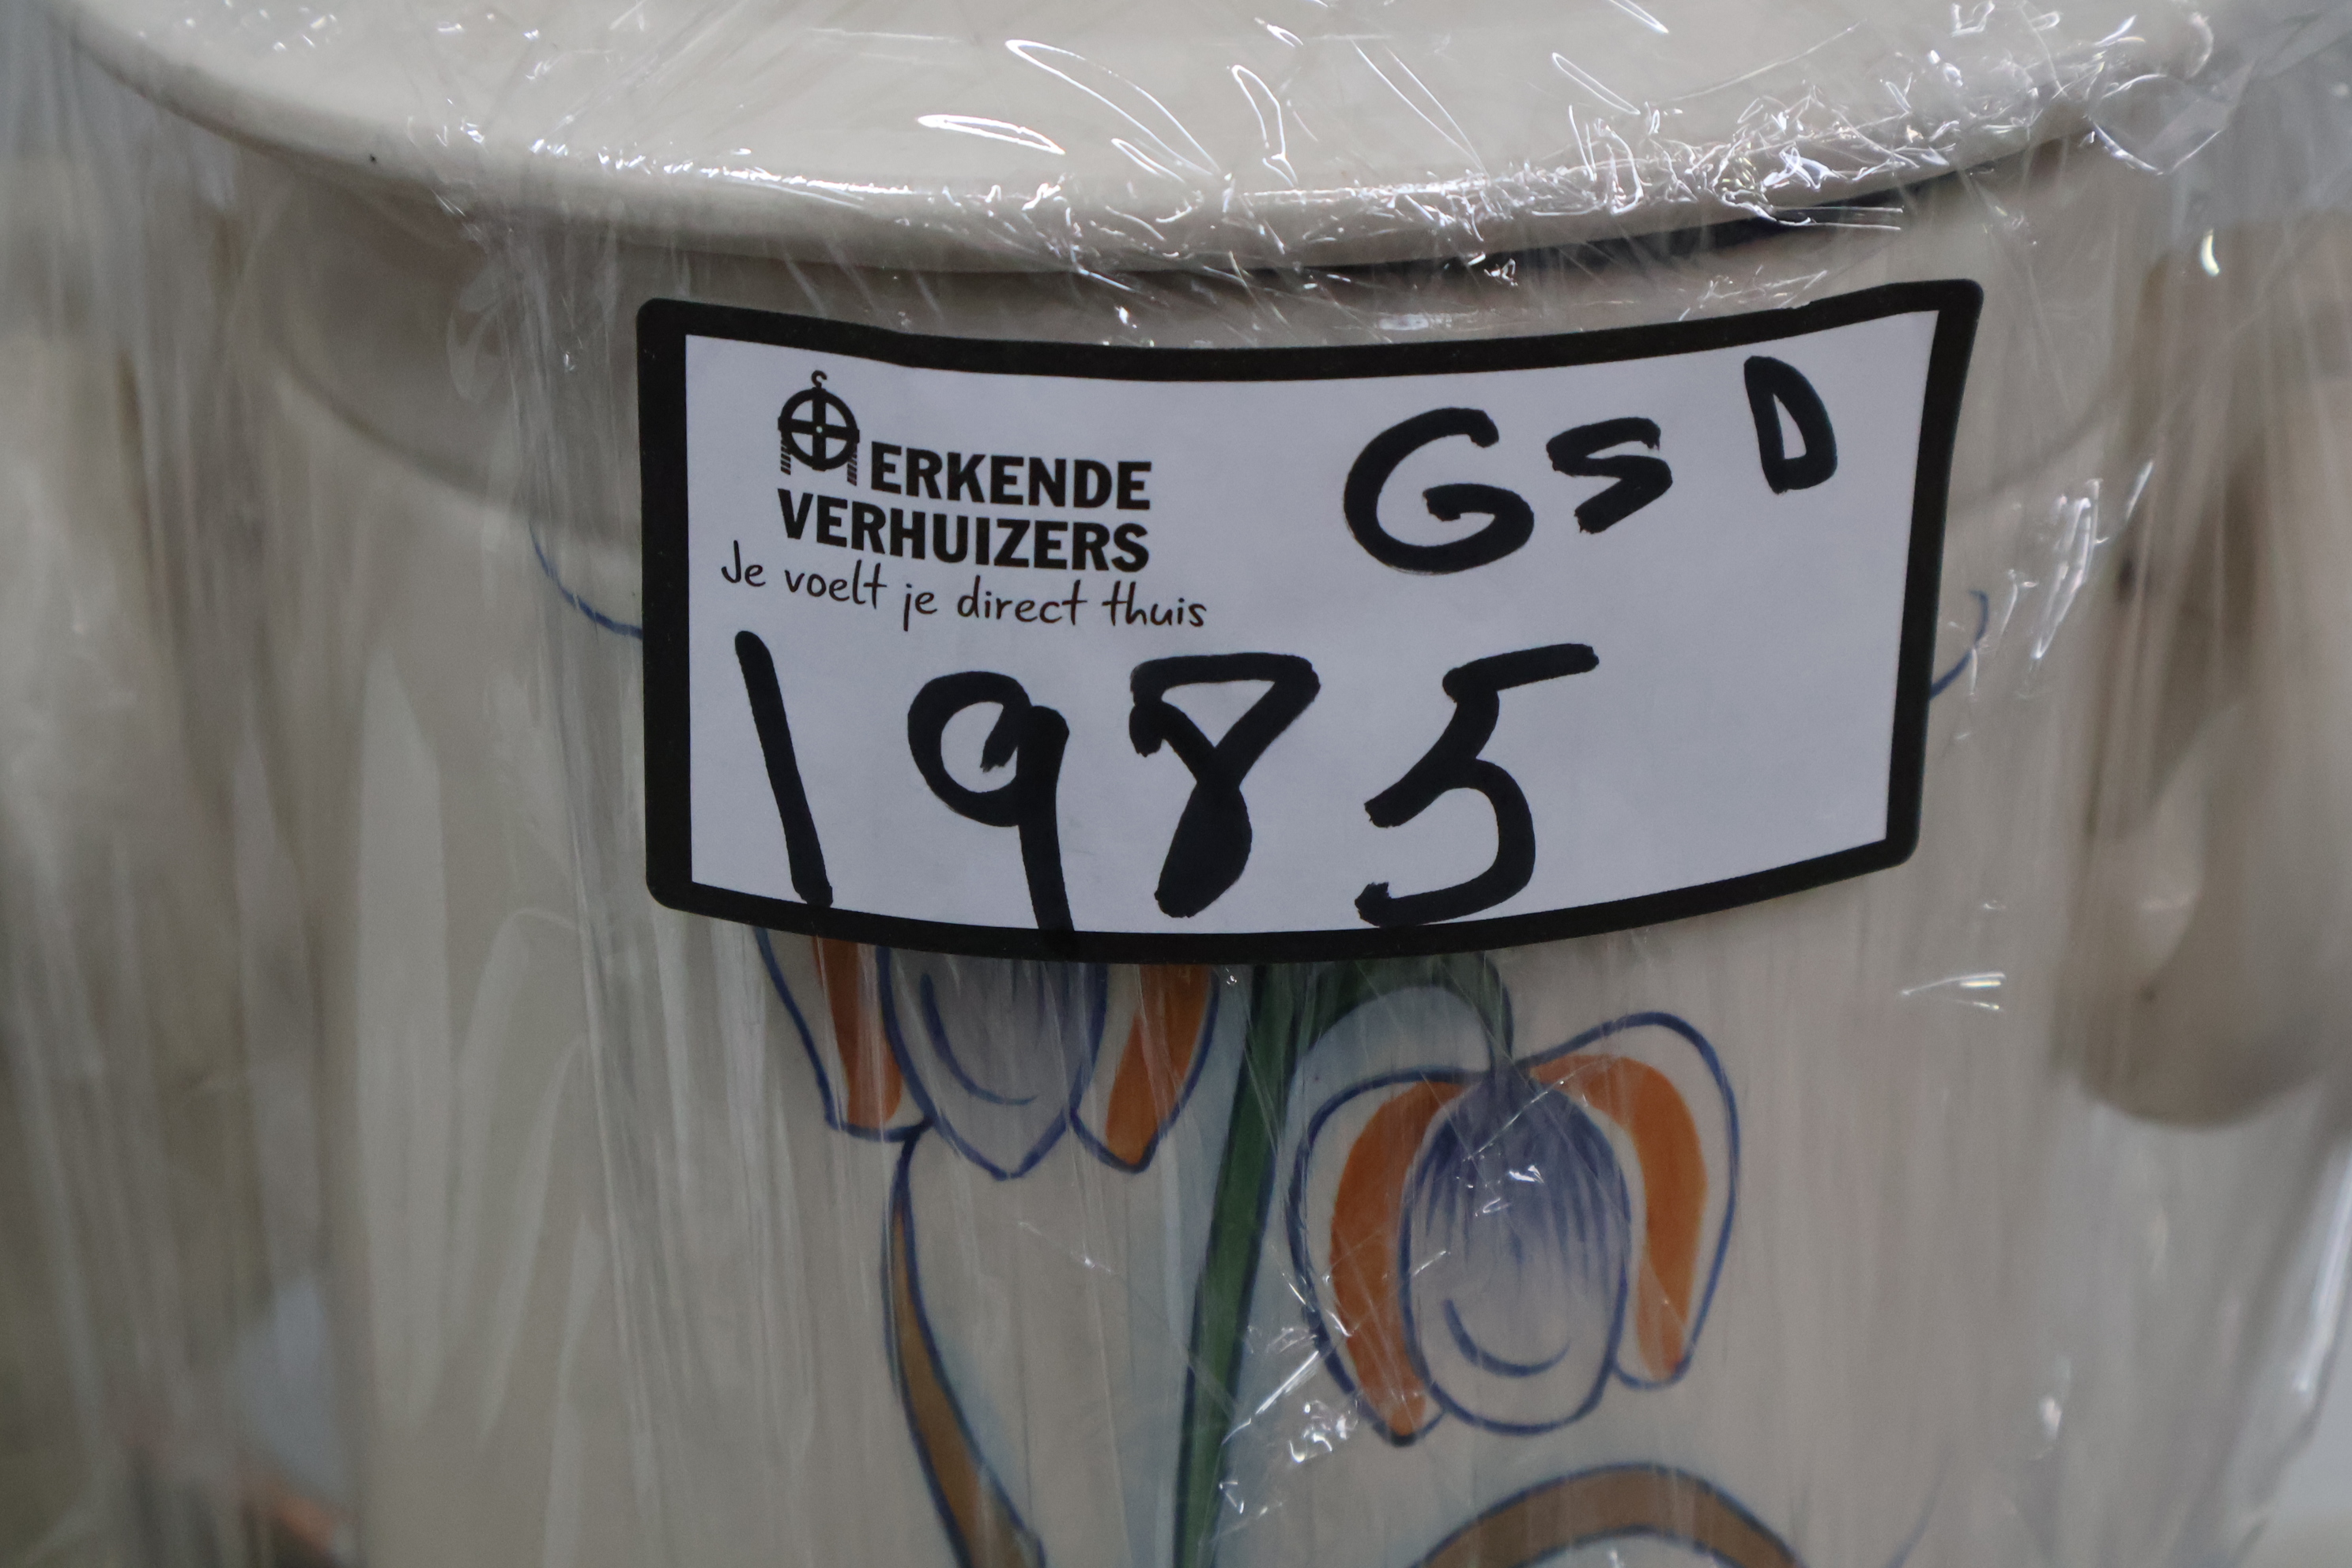 ERKENDE
VERHUIZERS
Je voelt je direct thuis
GSD
1985